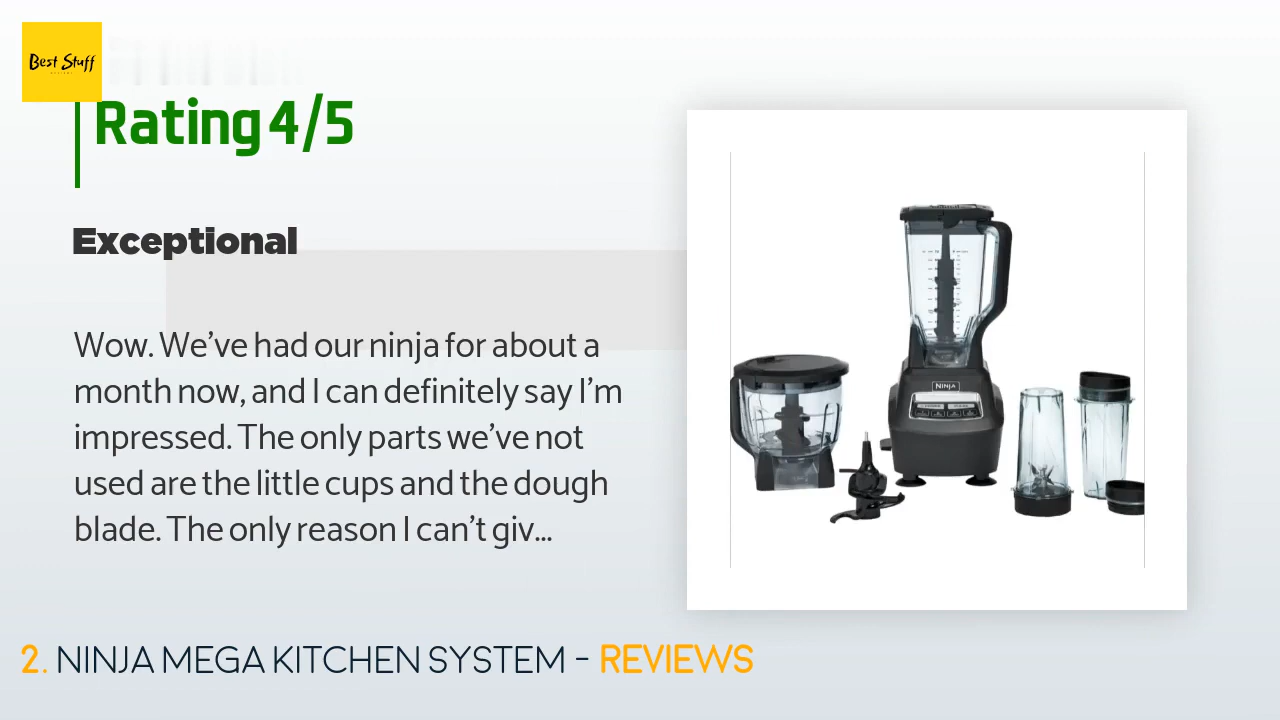 Best Stuff
Rating 4/5
Exceptional
Wow. We've had our ninja for about a
month now, and I can definitely say I'm
impressed. The only parts we've not
used are the little cups and the dough
blade. The only reason I can't giv...
NINJA
2. NINJA MEGA KITCHEN SYSTEM - REVIEWS